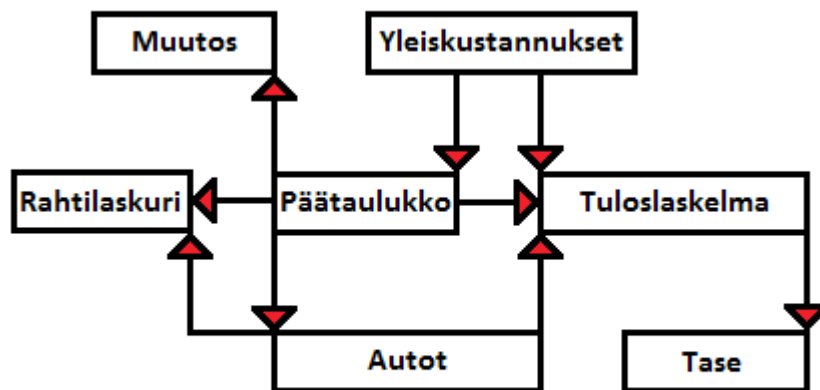 Muutos
Yleiskustannukset
Rahtilaskuri
Päätaulukko
Tuloslaskelma
Autot
Tase